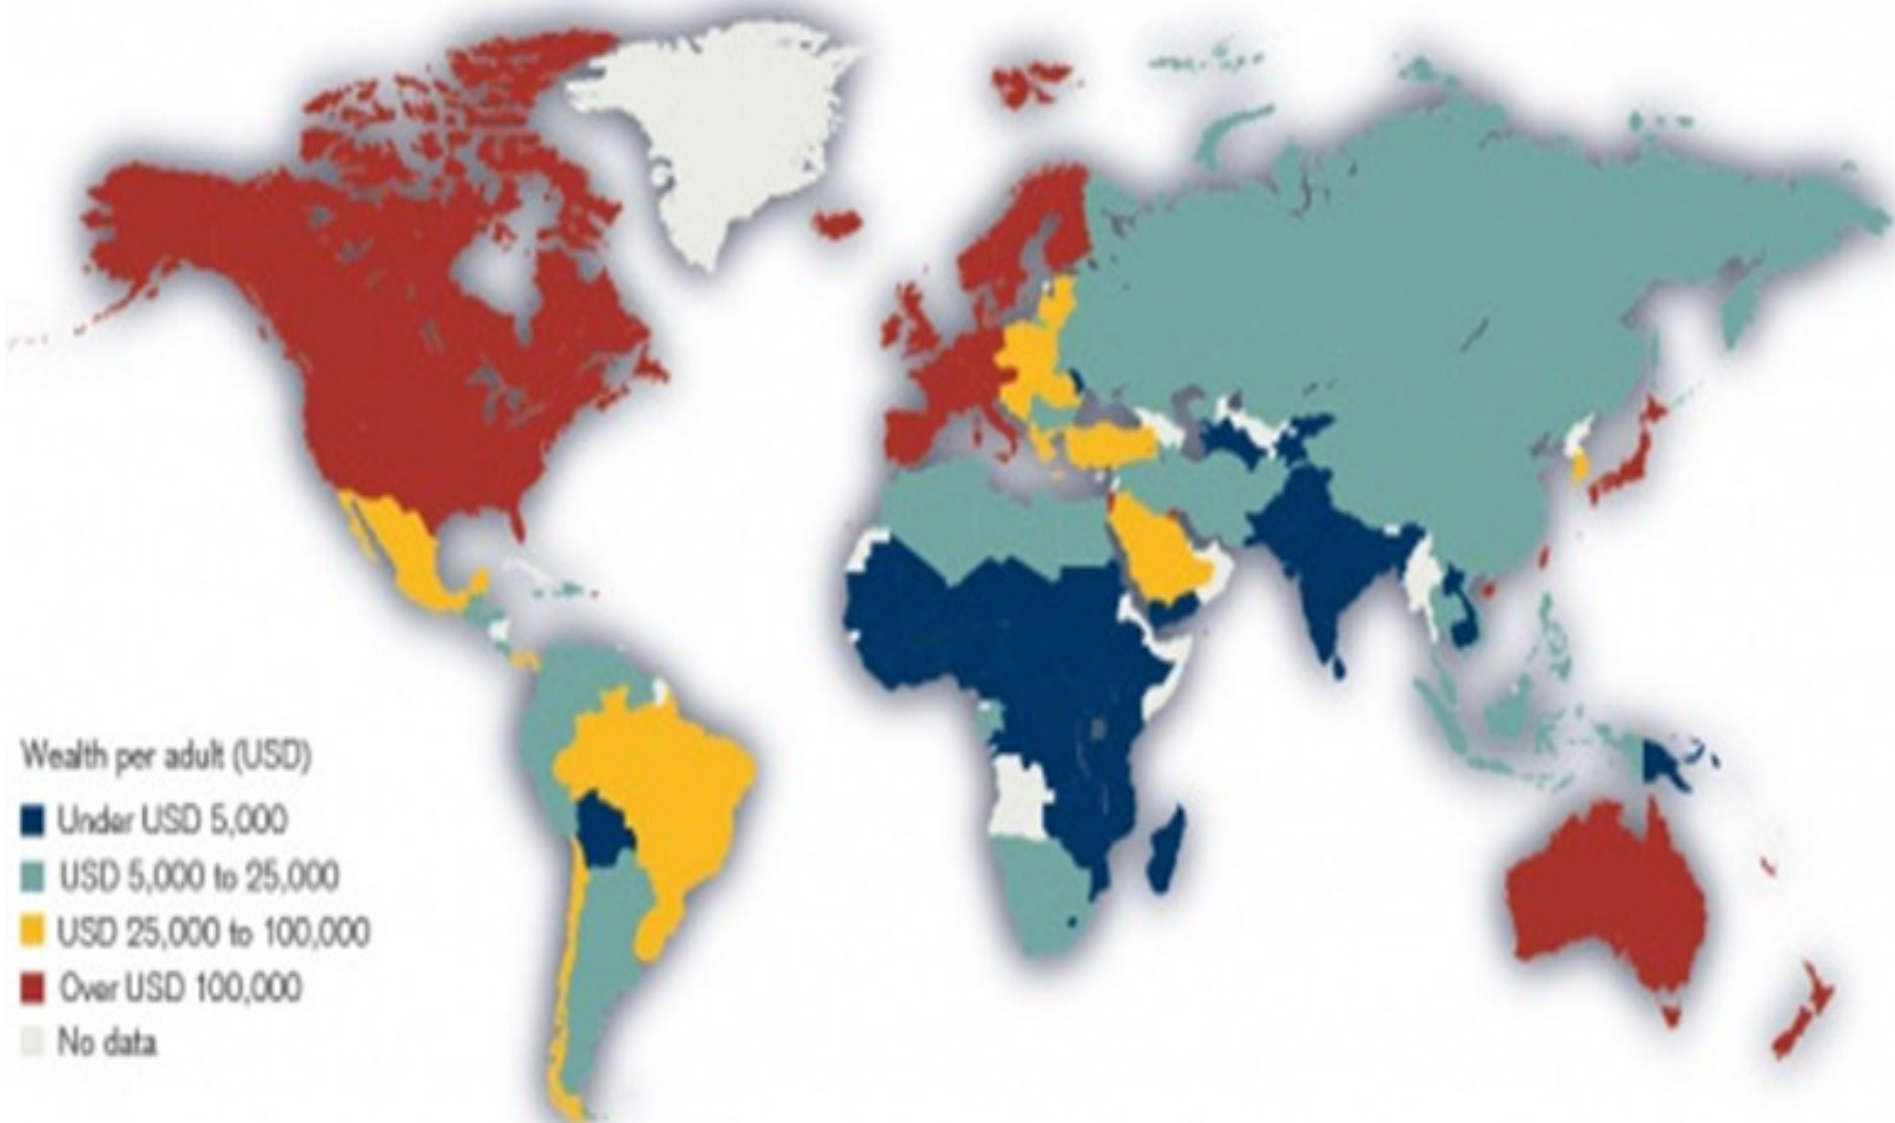 Wealth per adult (USD)
Under USD 5,000
USD 5,000 to 25,000
USD 25,000 to 100,000
Over USD 100,000
No data